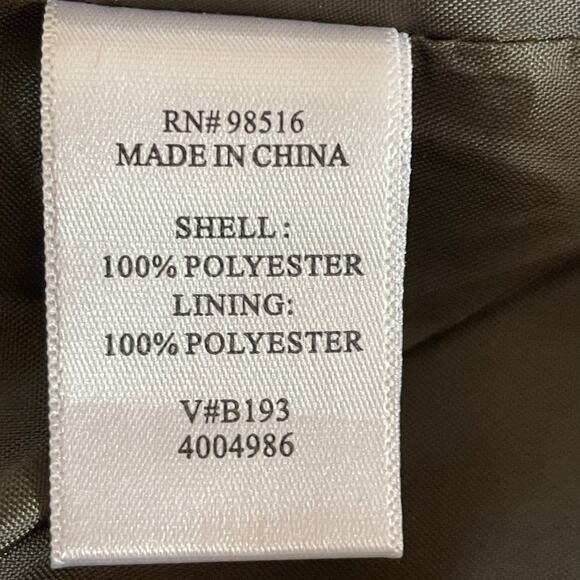 RN# 98516
MADE IN CHINA
SHELL :
100% POLYESTER
LINING:
100% POLYESTER
V#B193
4004986